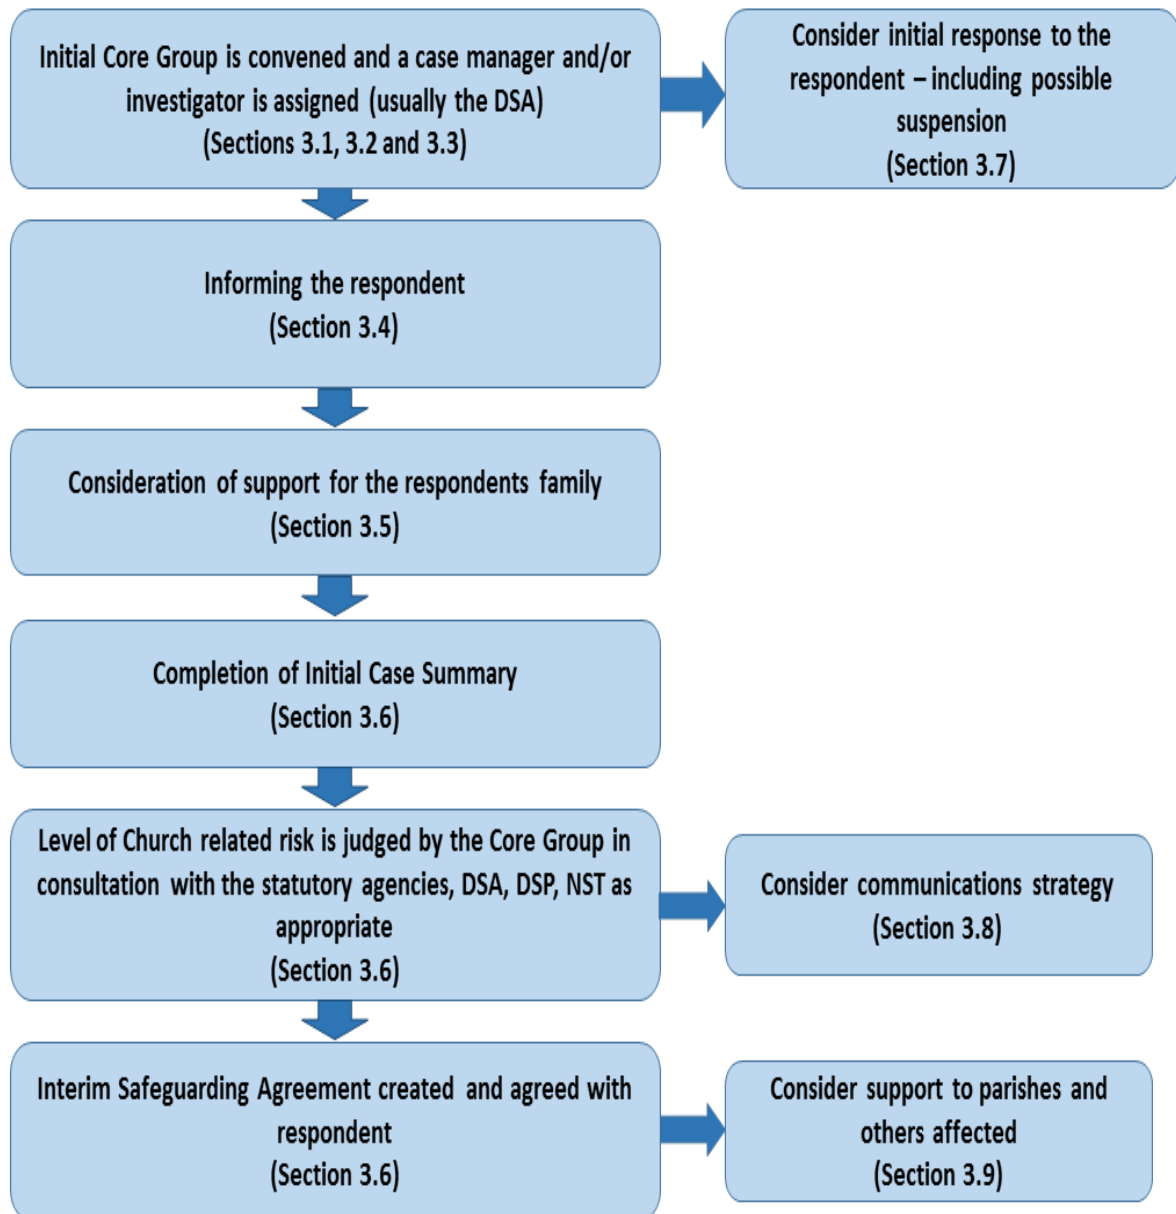 Initial Core Group is convened and a case manager and/or
investigator is assigned (usually the DSA)
(Sections 3.1, 3.2 and 3.3)
Consider initial response to the
respondent – including possible
suspension
(Section 3.7)
Informing the respondent
(Section 3.4)
Consideration of support for the respondents family
(Section 3.5)
Completion of Initial Case Summary
(Section 3.6)
Level of Church related risk is judged by the Core Group in
consultation with the statutory agencies, DSA, DSP, NST as
appropriate
(Section 3.6)
Consider communications strategy
(Section 3.8)
Interim Safeguarding Agreement created and agreed with
respondent
(Section 3.6)
Consider support to parishes and
others affected
(Section 3.9)